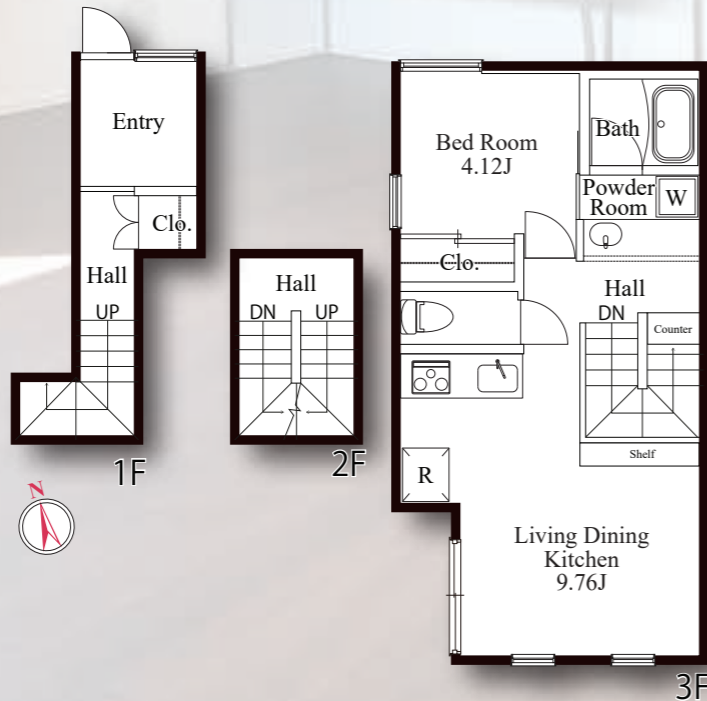 Entry
Clo.
Hall
UP
1F
N
Hall
DN UP
2F
Bed Room
4.12J
Bath
Powder
Room
W
Clo.
Hall
DN
Counter
Shelf
R
Living Dining
Kitchen
9.76J
3F